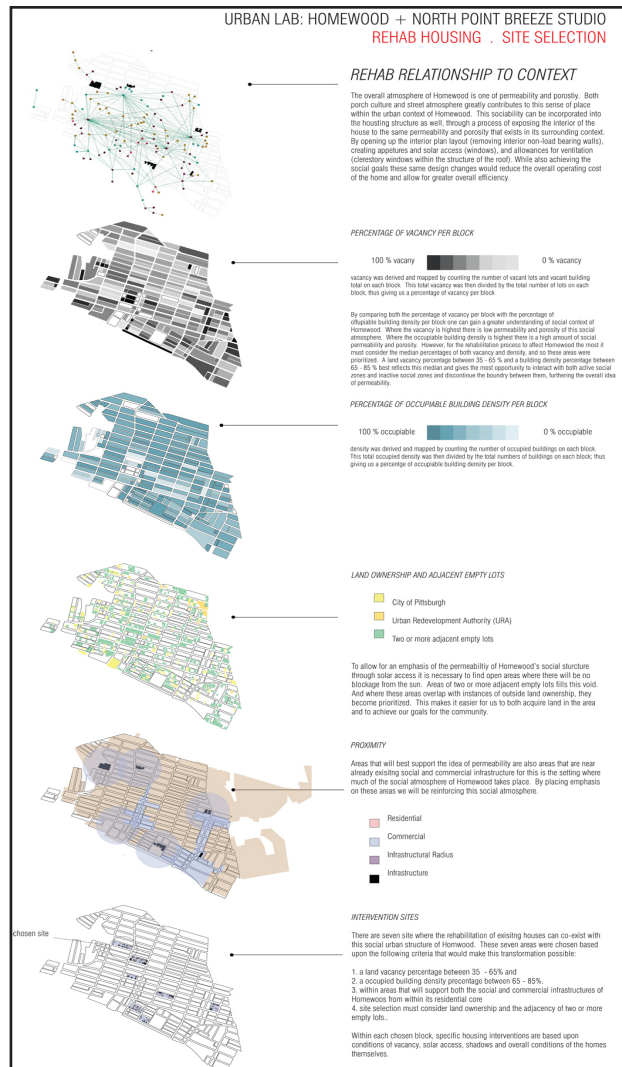 URBAN LAB: HOMEWOOD + NORTH POINT BREEZE STUDIO
REHAB HOUSING . SITE SELECTION
REHAB RELATIONSHIP TO CONTEXT
The overall atmosphere of Homewood is one of permeability and porostiy. Both
porch culture and street atmosphere greatly contributes to this sense of place
within the urban context of Homewood. This sociability can be incorporated into
the housting structure as well, through a process of exposing the interior of the
house to the same permeability and porosity that exists in its surrounding context.
By opening up the interior plan layout (removing interior non-load bearing walls),
creating appetures and solar access (windows), and allowances for ventitation
(clerestory windows within the structure of the roof). While also achieving the
social goals these same design changes would reduce the overall operating cost
of the home and allow for greater overall efficiency.
PERCENTAGE OF VACANCY PER BLOCK
100 % vacany
0 % vacancy
vacancy was derived and mapped by counting the number of vacant lots and vacant building
total on each block. This total vacancy was then divided by the total number of lots on each
block; thus giving us a percentage of vacancy per block
By comparing both the percentage of vacancy per block with the percentage of
offupiable building density per block one can gain a greater understanding of social context of
Homewood. Where the vacancy is highest there is low permeability and porosity of this social
atmosphere. Where the occupiable building density is highest there is a high amount of social
permeability and porosity. However, for the rehabilitation process to affect Homewood the most it
must consider the median percentages of both vacancy and density, and so these areas were
prioritized. A land vacancy percentage between 35 - 65 % and a building density percentage between
65 - 85 % best reflects this median and gives the most opportunity to interact with both active social
zones and inactive social zones and discontinue the boundry between them, furthering the overall idea
of permeability.
PERCENTAGE OF OCCUPIABLE BUILDING DENSITY PER BLOCK
100 % occupiable
0 % occupiable
density was derived and mapped by counting the number of occupied buildings on each block.
This total occupied density was then divided by the total numbers of buildings on each block; thus
giving us a percentge of occupiable building density per block.
LAND OWNERSHIP AND ADJACENT EMPTY LOTS
City of Pittsburgh
Urban Redevelopment Authority (URA)
Two or more adjacent empty lots
To allow for an emphasis of the permeabiltiy of Homewood's social sturcture
through solar access it is necessary to find open areas where there will be no
blockage from the sun. Areas of two or more adjacent empty lots fills this void.
And where these areas overlap with instances of outside land ownership, they
become prioritized. This makes it easier for us to both acquire land in the area
and to achieve our goals for the community.
PROXIMITY
Areas that will best support the idea of permeability are also areas that are near
already exisiting social and commercial infrastructure for this is the setting where
much of the social atmosphere of Homewood takes place. By placing emphasis
on these areas we will be reinforcing this social atmosphere.
Residential
Commercial
Infrastructural Radius
Infrastructure
chosen site
INTERVENTION SITES
There are seven site where the rehabilitation of exisitng houses can co-exist with
this social urban structure of Homwood. These seven areas were chosen based
upon the following criteria that would make this transformation possible:
1. a land vacancy percentage between 35 - 65% and
2. a occupied building density precentage between 65 - 85%.
3. within areas that will support both the social and commercial infrastructures of
Homewoos from within its residential core
4. site selection must consider land ownership and the adjacency of two or more
empty lots..
Within each chosen block, specific housing interventions are based upon
conditions of vacancy, solar access, shadows and overall conditions of the homes
themselves.